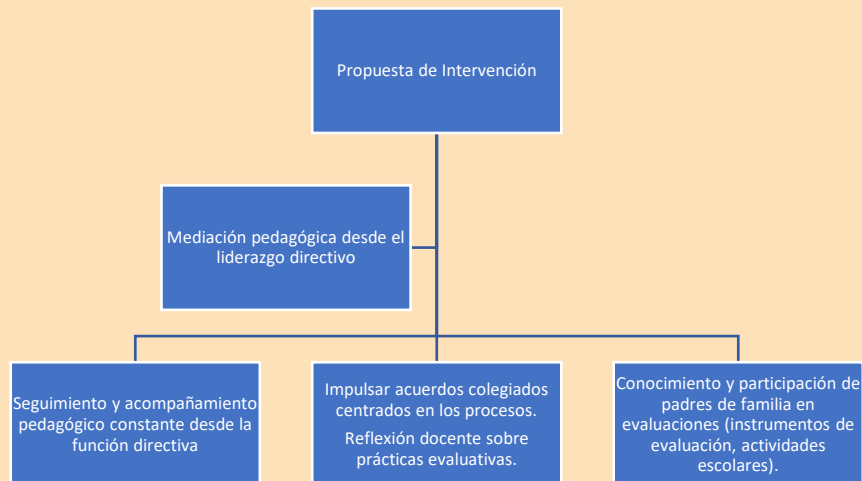 Propuesta de Intervención
Mediación pedagógica desde el
liderazgo directivo
Seguimiento y acompañamiento
pedagógico constante desde la
función directiva
Impulsar acuerdos colegiados
centrados en los procesos.
Reflexión docente sobre
prácticas evaluativas.
Conocimiento y participación de
padres de familia en
evaluaciones (instrumentos de
evaluación, actividades
escolares).